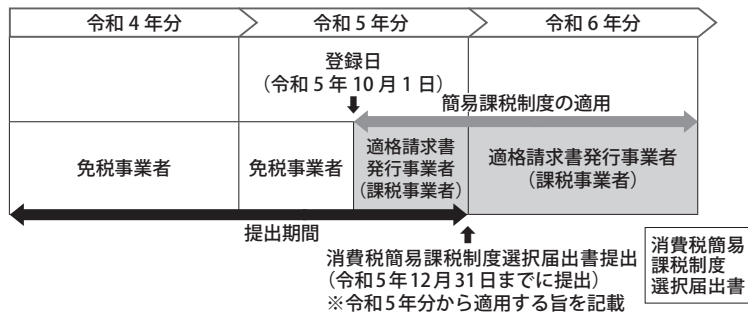 令和４年分
令和５年分
令和６年分
登録日
（令和５年10月１日）
簡易課税制度の適用
免税事業者
免税事業者
適格請求書
発行事業者
（課税事業者）
適格請求書発行事業者
（課税事業者）
提出期間
消費税簡易課税制度選択届出書提出
（令和５年12月31日までに提出）
※令和５年分から適用する旨を記載
消費税簡易
課税制度
選択届出書